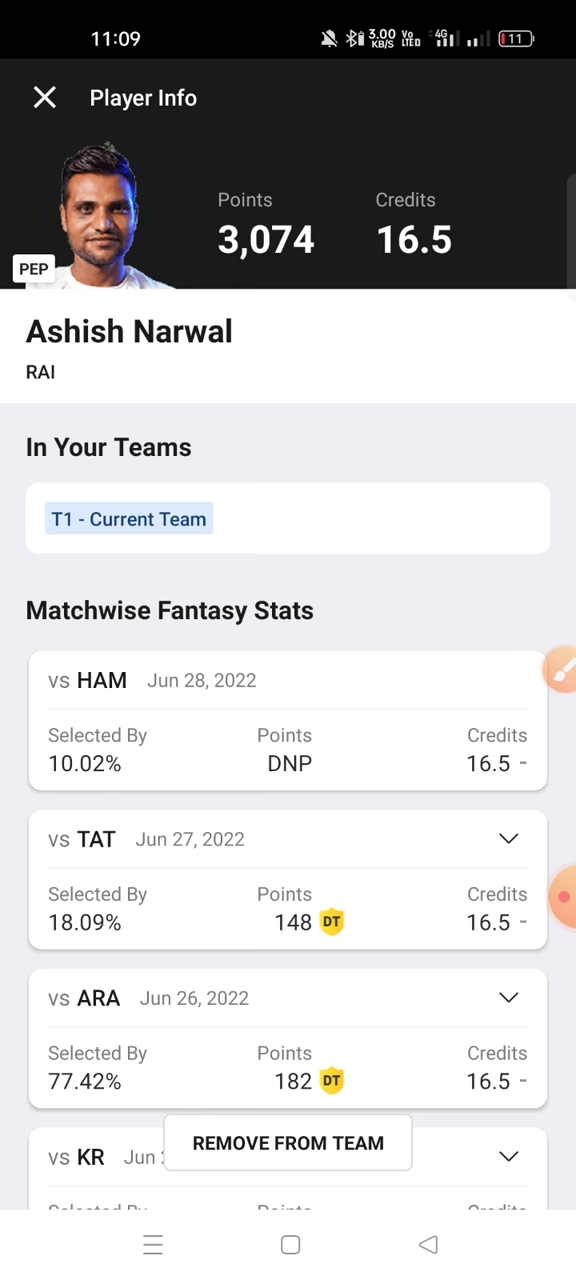 11:09 3.00 KB/S Vo LTED 4G 11
Player Info
Points Credits
3,074 16.5
PEP
Ashish Narwal
RAI
In Your Teams
T1 - Current Team
Matchwise Fantasy Stats
vs HAM Jun 28, 2022
Selected By Points Credits
10.02% DNP 16.5 -
vs TAT Jun 27, 2022
Selected By Points Credits
18.09% 148 DT 16.5 -
vs ARA Jun 26, 2022
Selected By Points Credits
77.42% 182 DT 16.5 -
vs KR Jun
REMOVE FROM TEAM